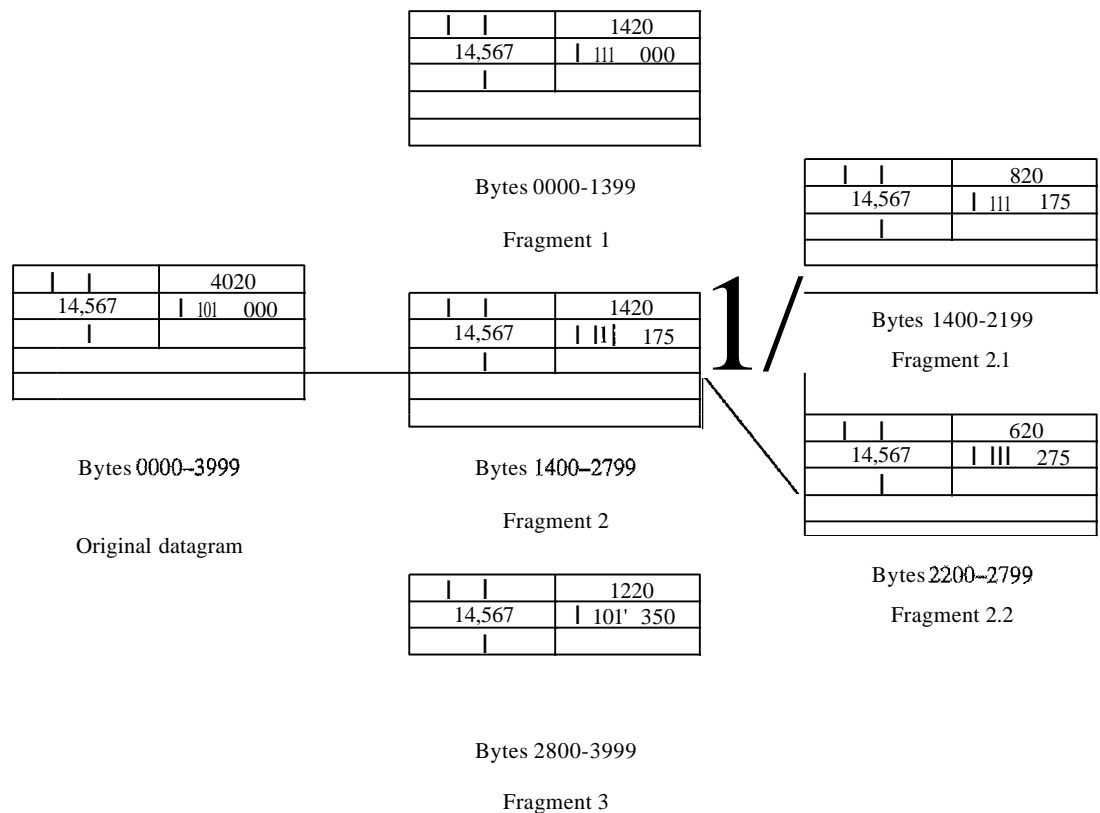 1420
14,567 111 000
Bytes 0000-1399
Fragment 1
4020
14,567 101 000
Bytes 0000–3999
Original datagram
1420
14,567 175
Bytes 1400–2799
Fragment 2
1220
14,567 101' 350
Bytes 2800-3999
Fragment 3
1/
820
14,567 111 175
Bytes 1400-2199
Fragment 2.1
620
14,567 III 275
Bytes 2200–2799
Fragment 2.2